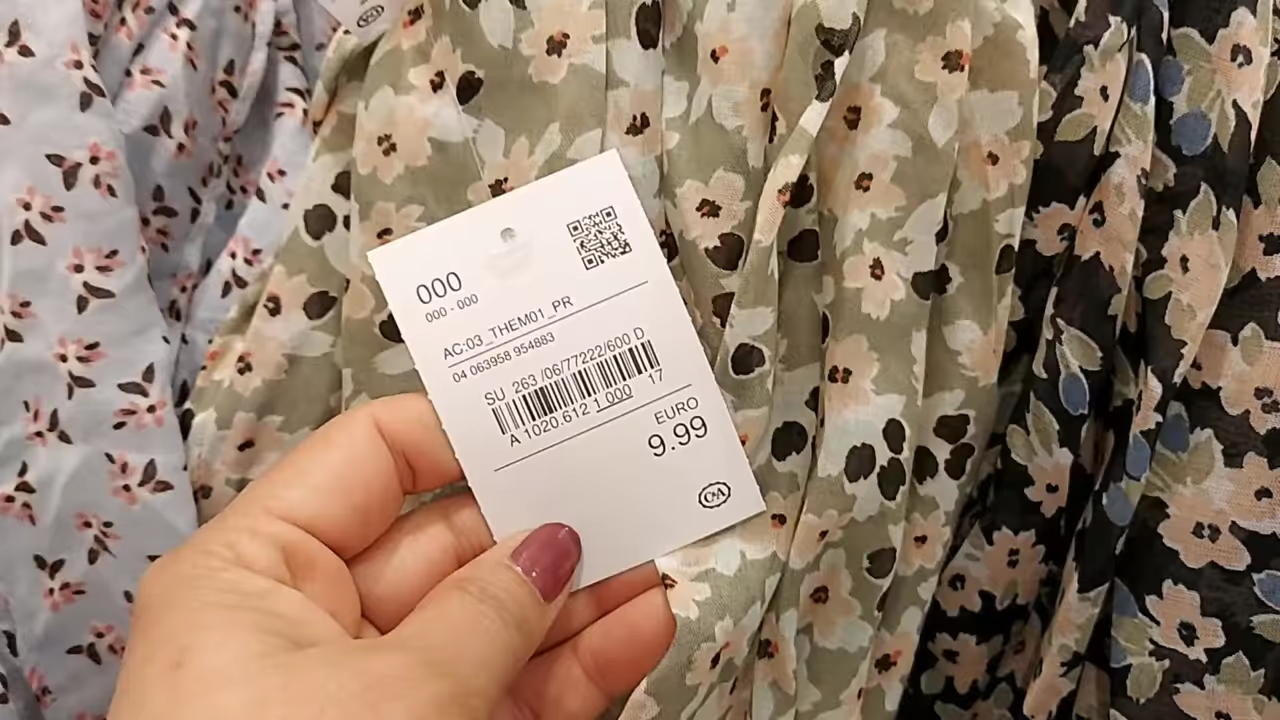 000
000 - 000
AC:03_THEM01_PR
04 063958 954883
SU 263 /06/77222/600 D
A 1020.612 1 000 17
EURO
9.99
C&A
C&A